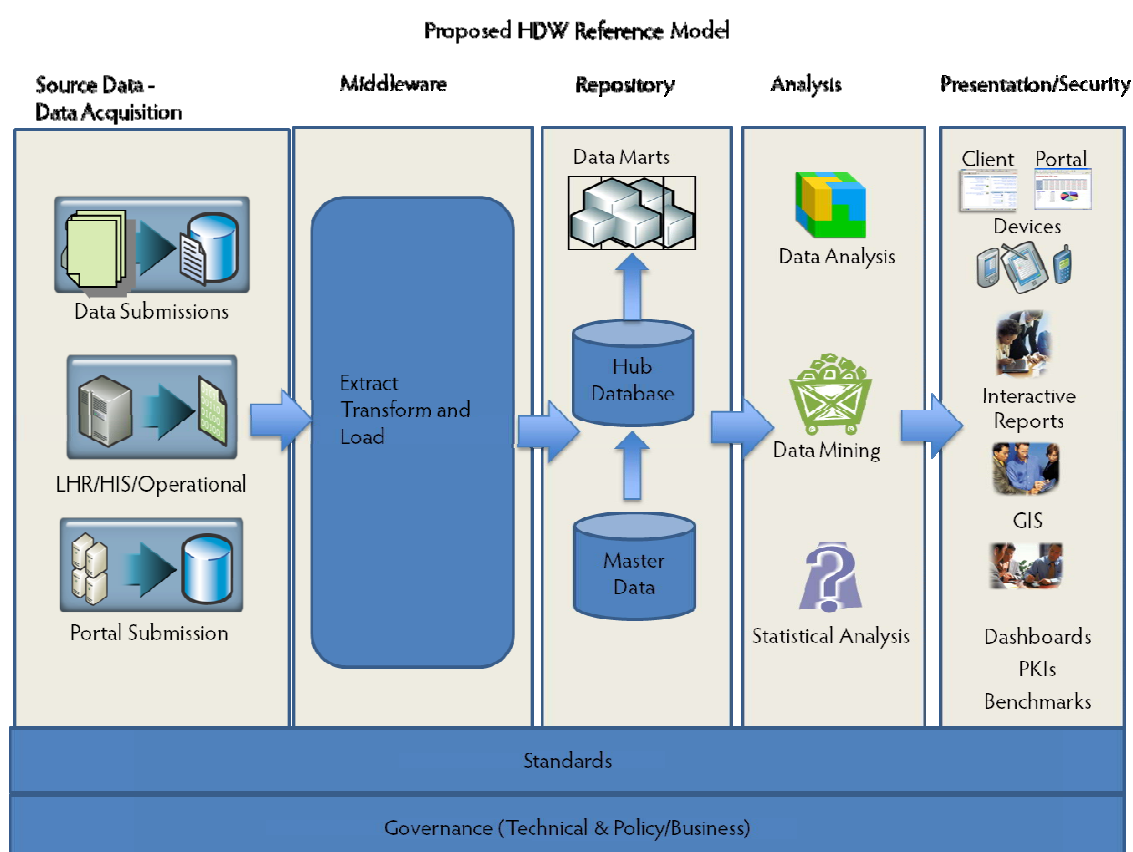 Proposed HDW Reference Model
Source Data -
Data Acquisition
Middleware
Repository
Analysis
Presentation/Security
Data Submissions
LHR/HIS/Operational
Portal Submission
Extract
Transform and
Load
Data Marts
Hub
Database
Master
Data
Data Analysis
Data Mining
Statistical Analysis
Client Portal
Devices
Interactive
Reports
GIS
Dashboards
PKIs
Benchmarks
Standards
Governance (Technical & Policy/Business)